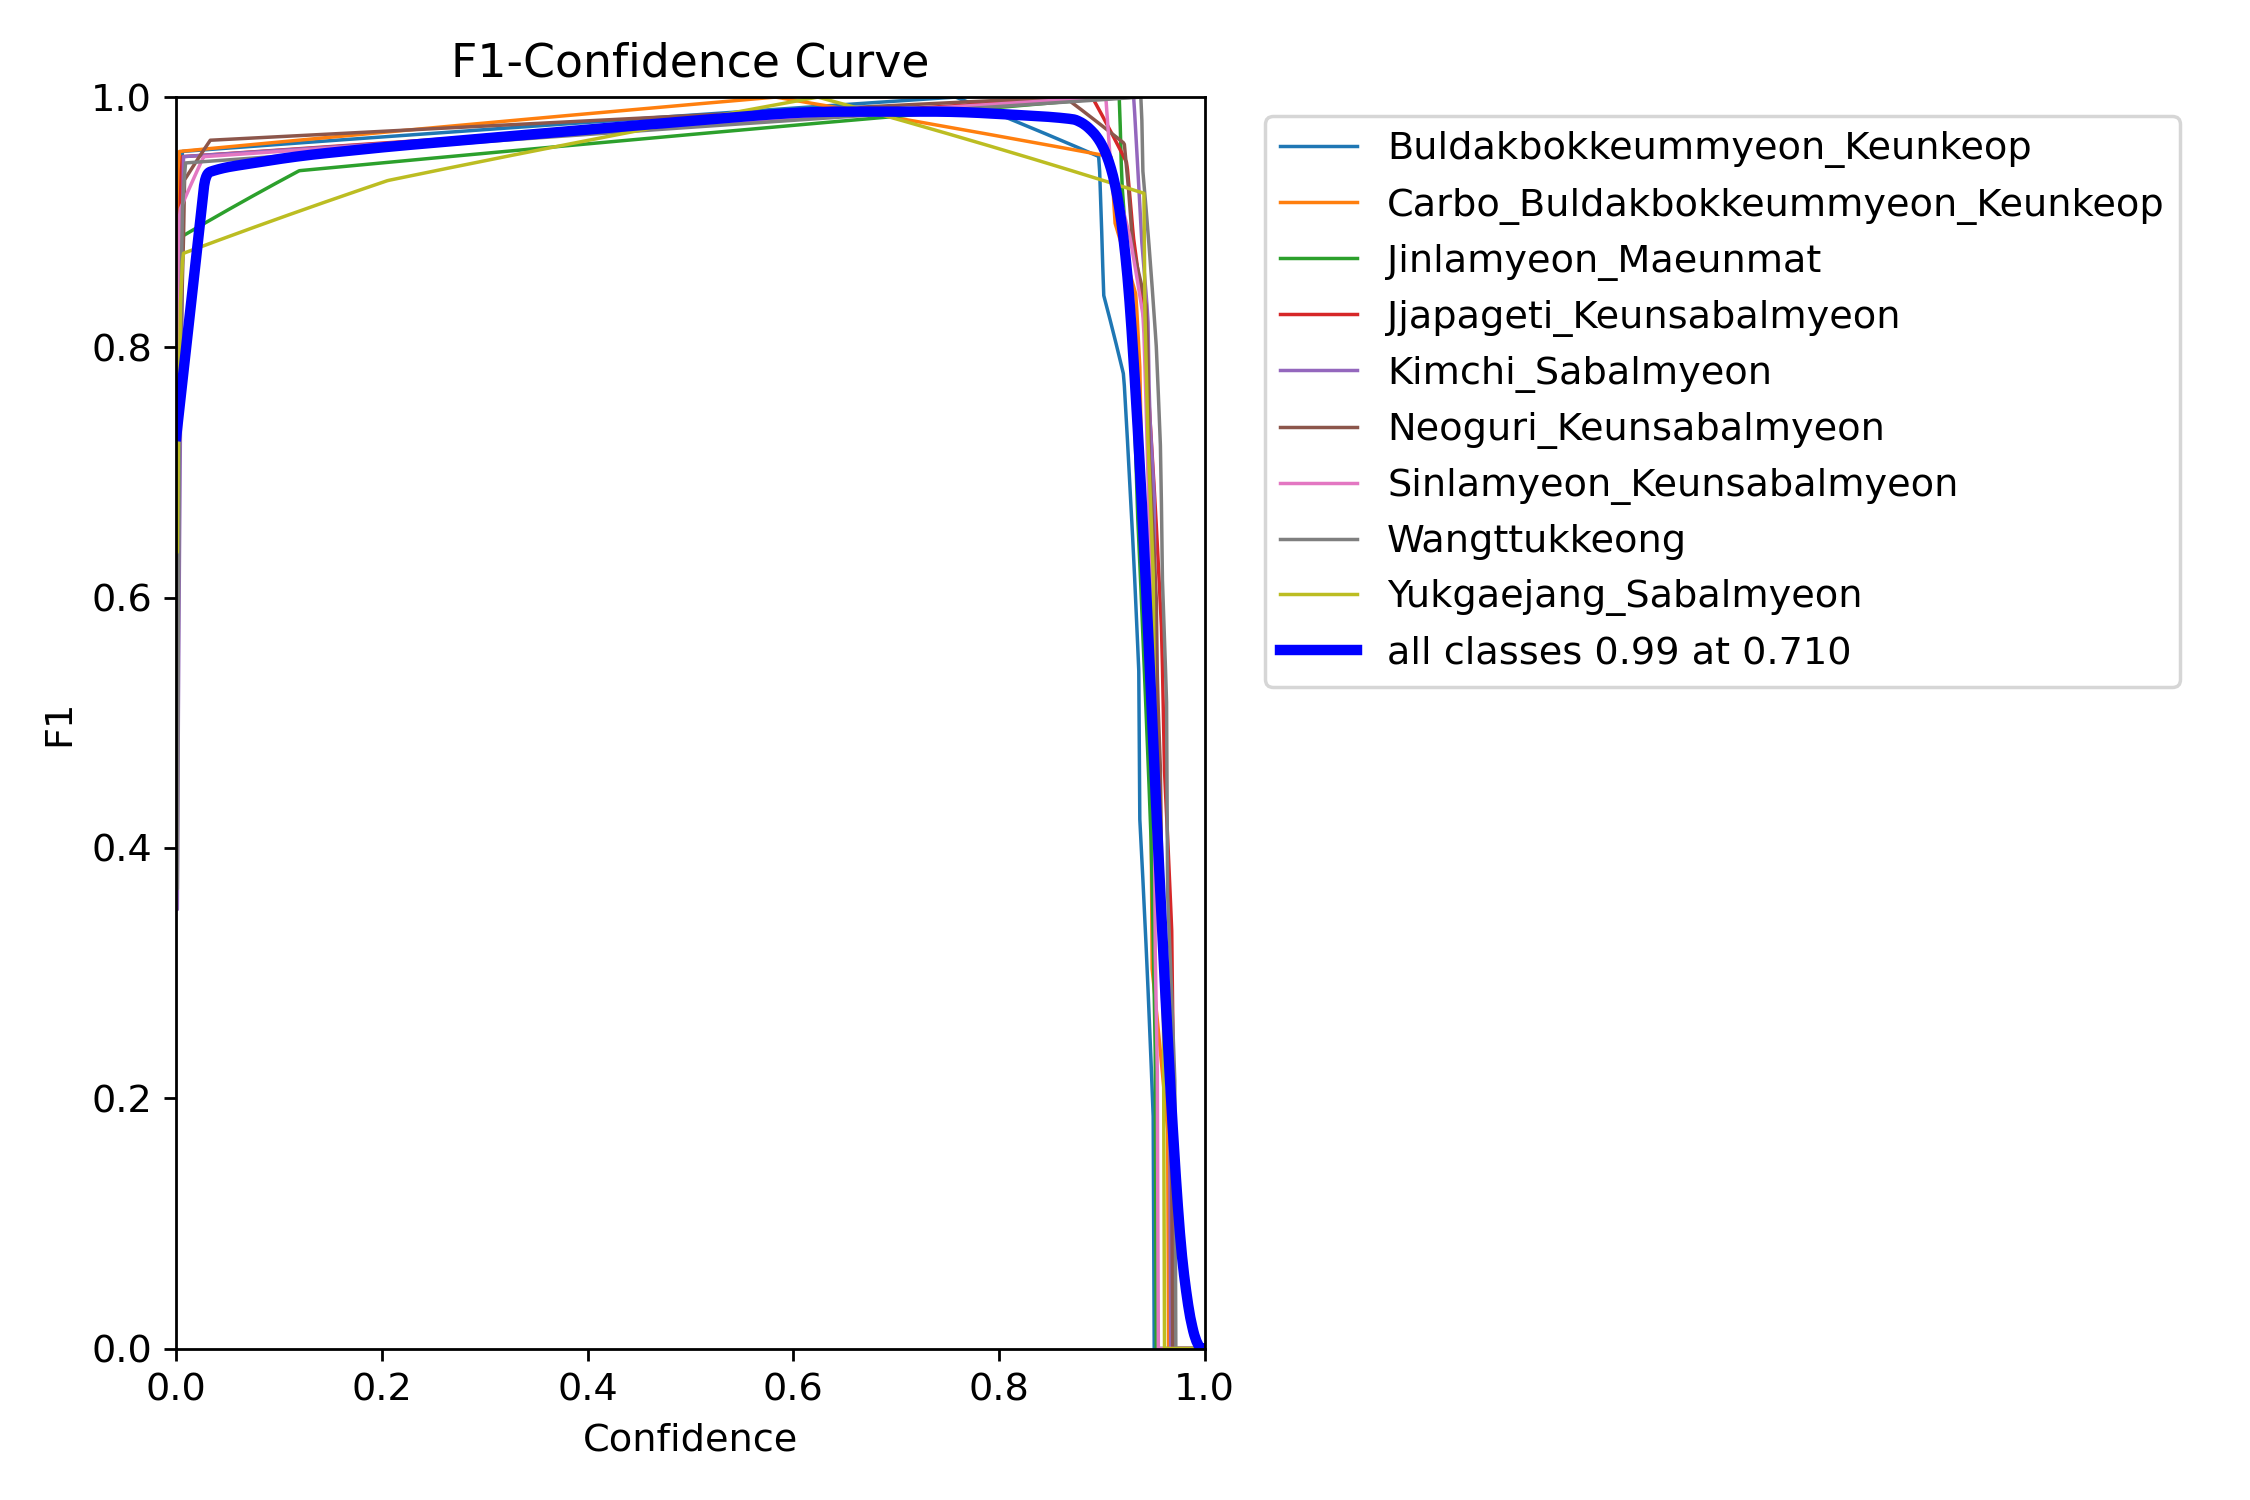 F1-Confidence Curve
1.0
0.8
0.6
0.4
0.2
0.0
F1
0.0 0.2 0.4 0.6 0.8 1.0
Confidence
Buldakbokkeummyeon_Keunkeop
Carbo_Buldakbokkeummyeon_Keunkeop
Jinlamyeon_Maeunmat
Jjapageti_Keunsabalmyeon
Kimchi_Sabalmyeon
Neoguri_Keunsabalmyeon
Sinlamyeon_Keunsabalmyeon
Wangttukkeong
Yukgaejang_Sabalmyeon
all classes 0.99 at 0.710